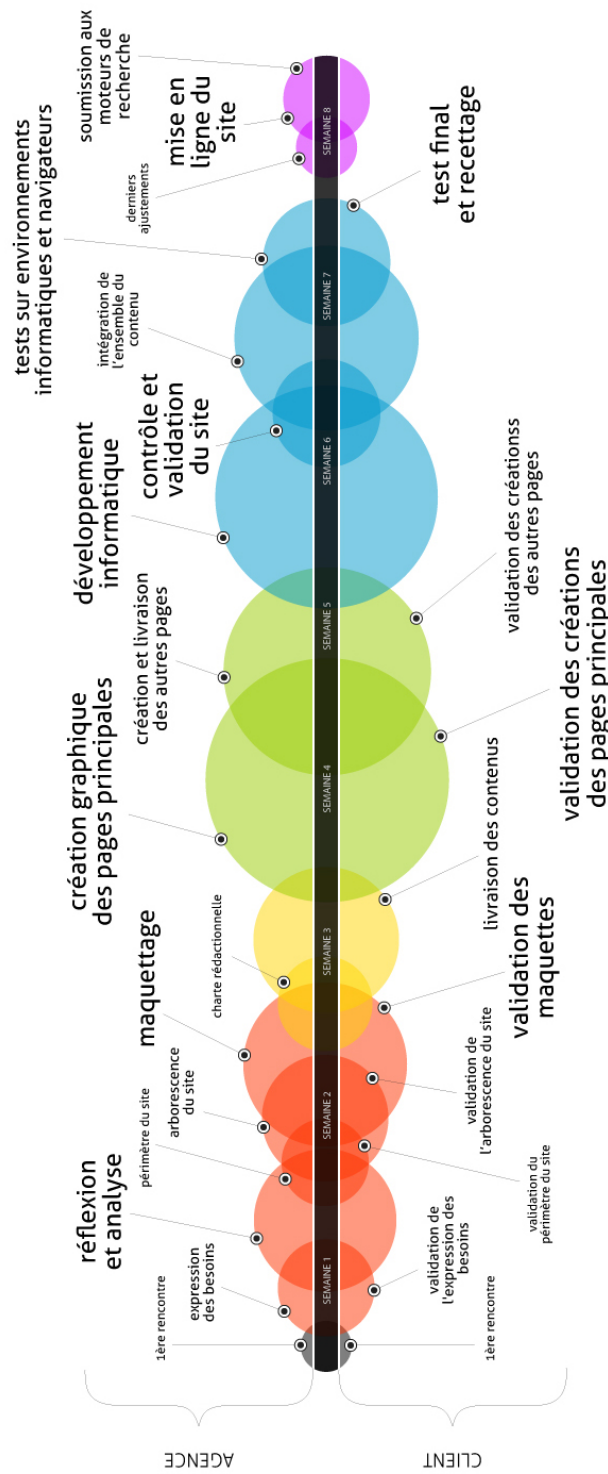 AGENCE
1ère rencontre
expression
des besoins
réflexion
et analyse
périmètre du site
arborescence
du site
maquettage
charte rédactionnelle
création graphique
des pages principales
création et livraison
des autres pages
développement
informatique
contrôle et
validation
du site
intégration de
l'ensemble du
contenu
tests sur environnements
informatiques et navigateurs
derniers
ajustements
mise en
ligne du
site
soumission aux
moteurs de
recherche
SEMAINE 1
SEMAINE 2
SEMAINE 3
SEMAINE 4
SEMAINE 5
SEMAINE 6
SEMAINE 7
SEMAINE 8
CLIENT
1ère rencontre
validation de
l'expression des
besoins
validation du
périmètre du site
validation de
l'arborescence du site
validation des
maquettes
livraison des contenus
validation des créations
des pages principales
validation des créationss
des autres pages
test final
et recettage